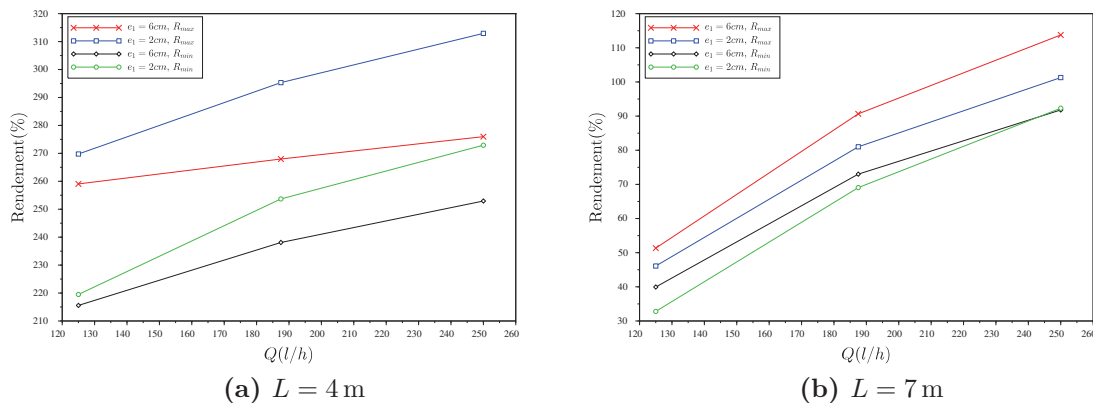 320
310
300
290
280
270
260
250
240
230
220
210
Rendement(%)
e₁ = 6cm, Rₘₐₓ
e₁ = 2cm, Rₘₐₓ
e₁ = 6cm, Rₘᵢₙ
e₁ = 2cm, Rₘᵢₙ
120 130 140 150 160 170 180 190 200 210 220 230 240 250 260
Q(l/h)
(a) L = 4 m
120
110
100
90
80
70
60
50
40
30
Rendement(%)
e₁ = 6cm, Rₘₐₓ
e₁ = 2cm, Rₘₐₓ
e₁ = 6cm, Rₘᵢₙ
e₁ = 2cm, Rₘᵢₙ
120 130 140 150 160 170 180 190 200 210 220 230 240 250 260
Q(l/h)
(b) L = 7 m